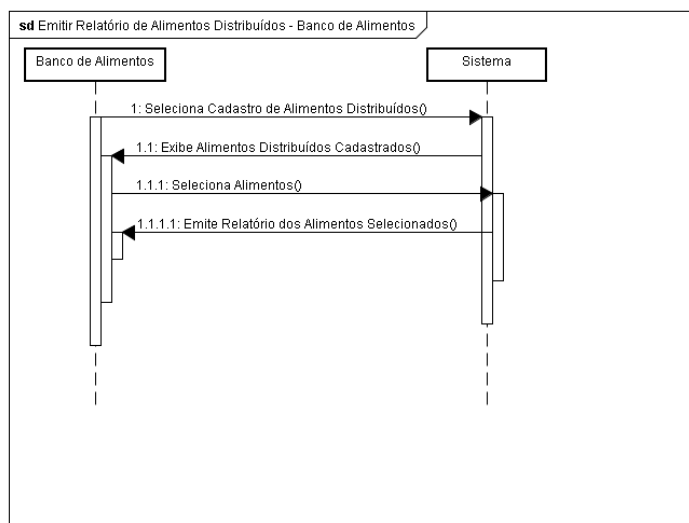 sd Emitir Relatório de Alimentos Distribuídos - Banco de Alimentos
Banco de Alimentos
Sistema
1: Seleciona Cadastro de Alimentos Distribuídos()
1.1: Exibe Alimentos Distribuídos Cadastrados()
1.1.1: Seleciona Alimentos()
1.1.1.1: Emite Relatório dos Alimentos Selecionados()